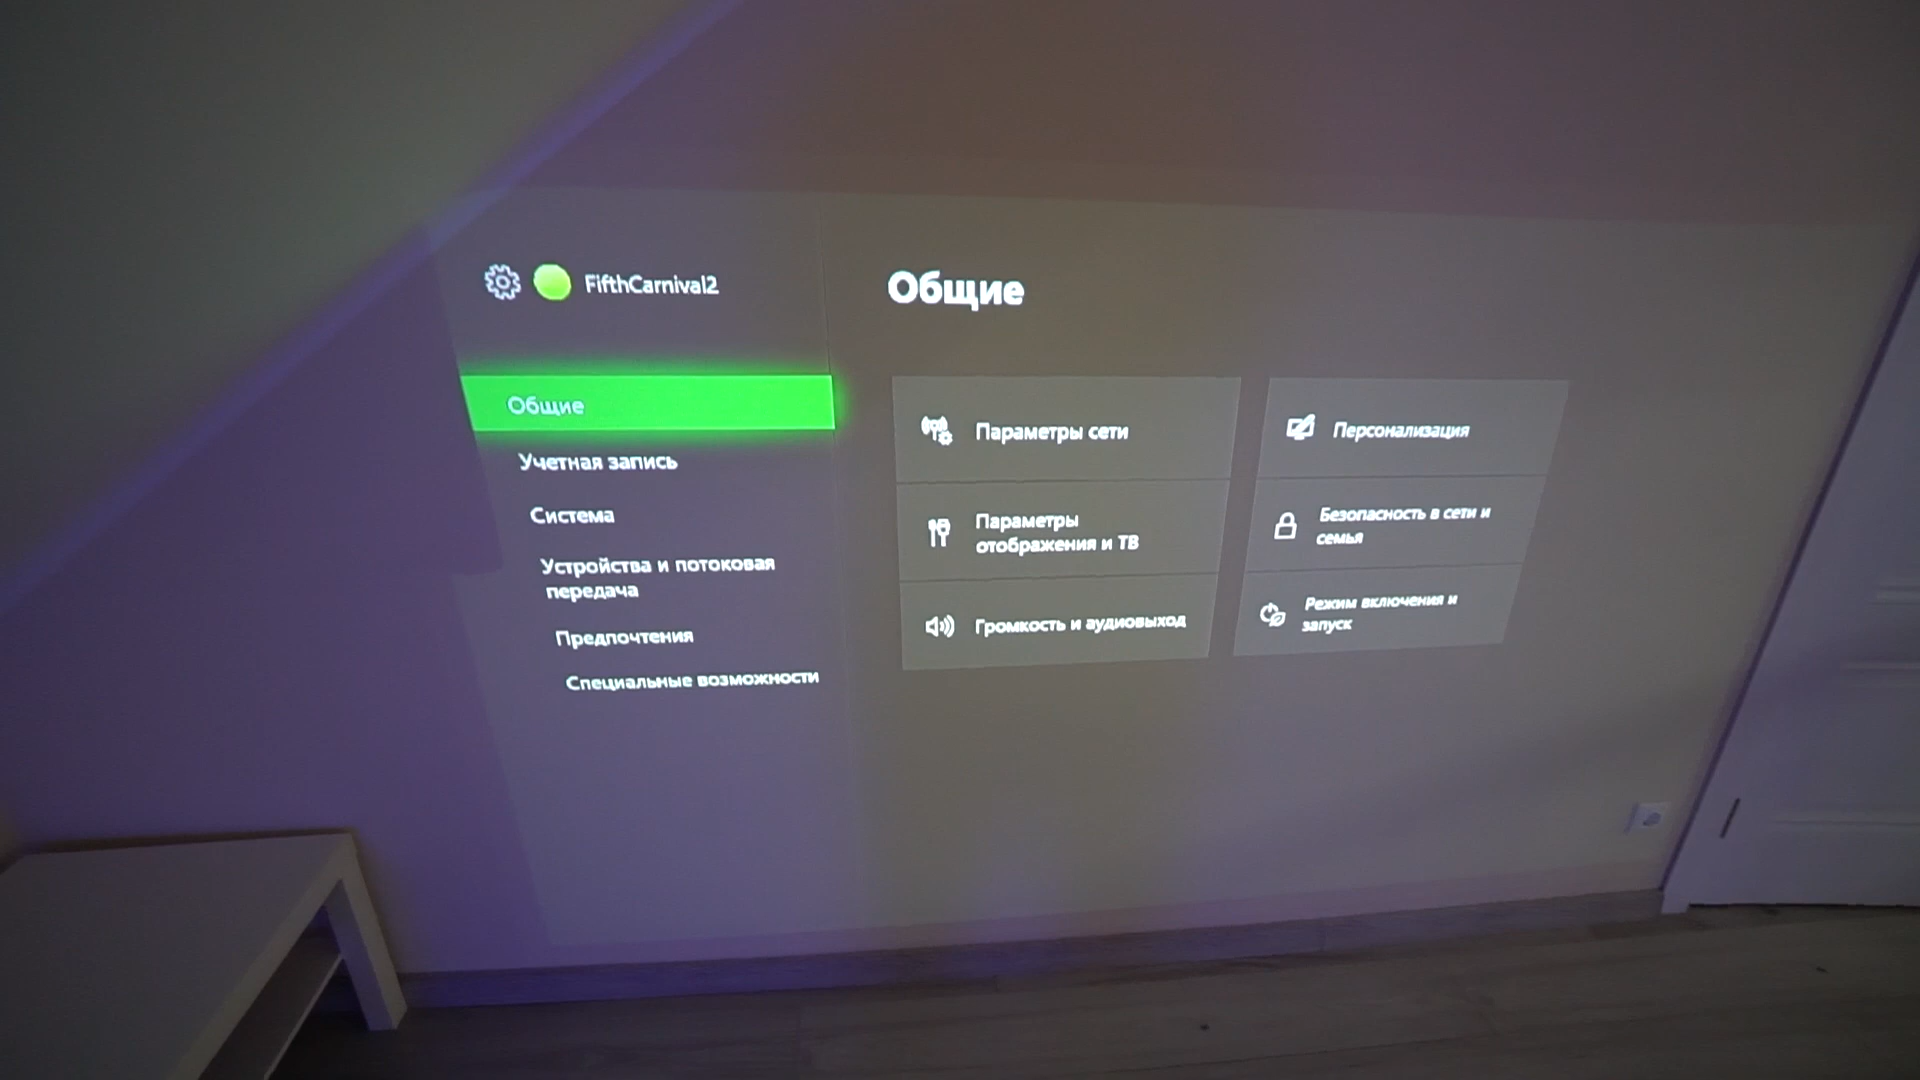 FifthCarnival2
Общие
Учетная запись
Система
Устройства и потоковая
передача
Предпочтения
Специальные возможности
Общие
Параметры сети
Параметры
отображения и ТВ
Громкость и аудиовыход
Персонализация
Безопасность в сети и
семья
Режим включения и
запуск